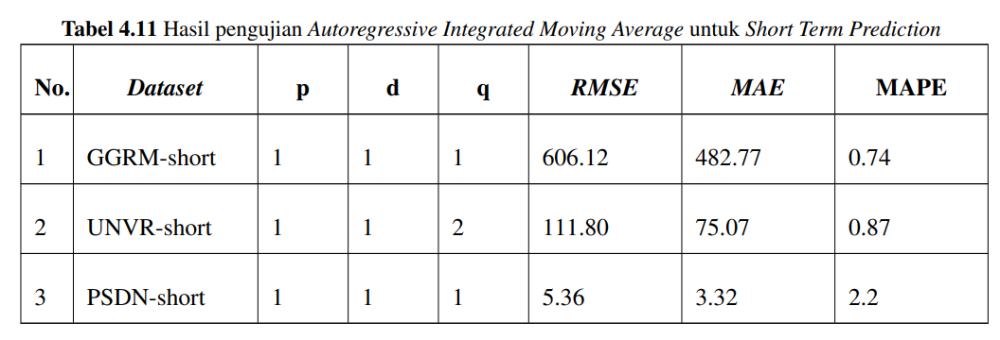 Tabel 4.11 Hasil pengujian Autoregressive Integrated Moving Average untuk Short Term Prediction
No. Dataset p d q RMSE MAE MAPE
1 GGRM-short 1 1 1 606.12 482.77 0.74
2 UNVR-short 1 1 2 111.80 75.07 0.87
3 PSDN-short 1 1 1 5.36 3.32 2.2